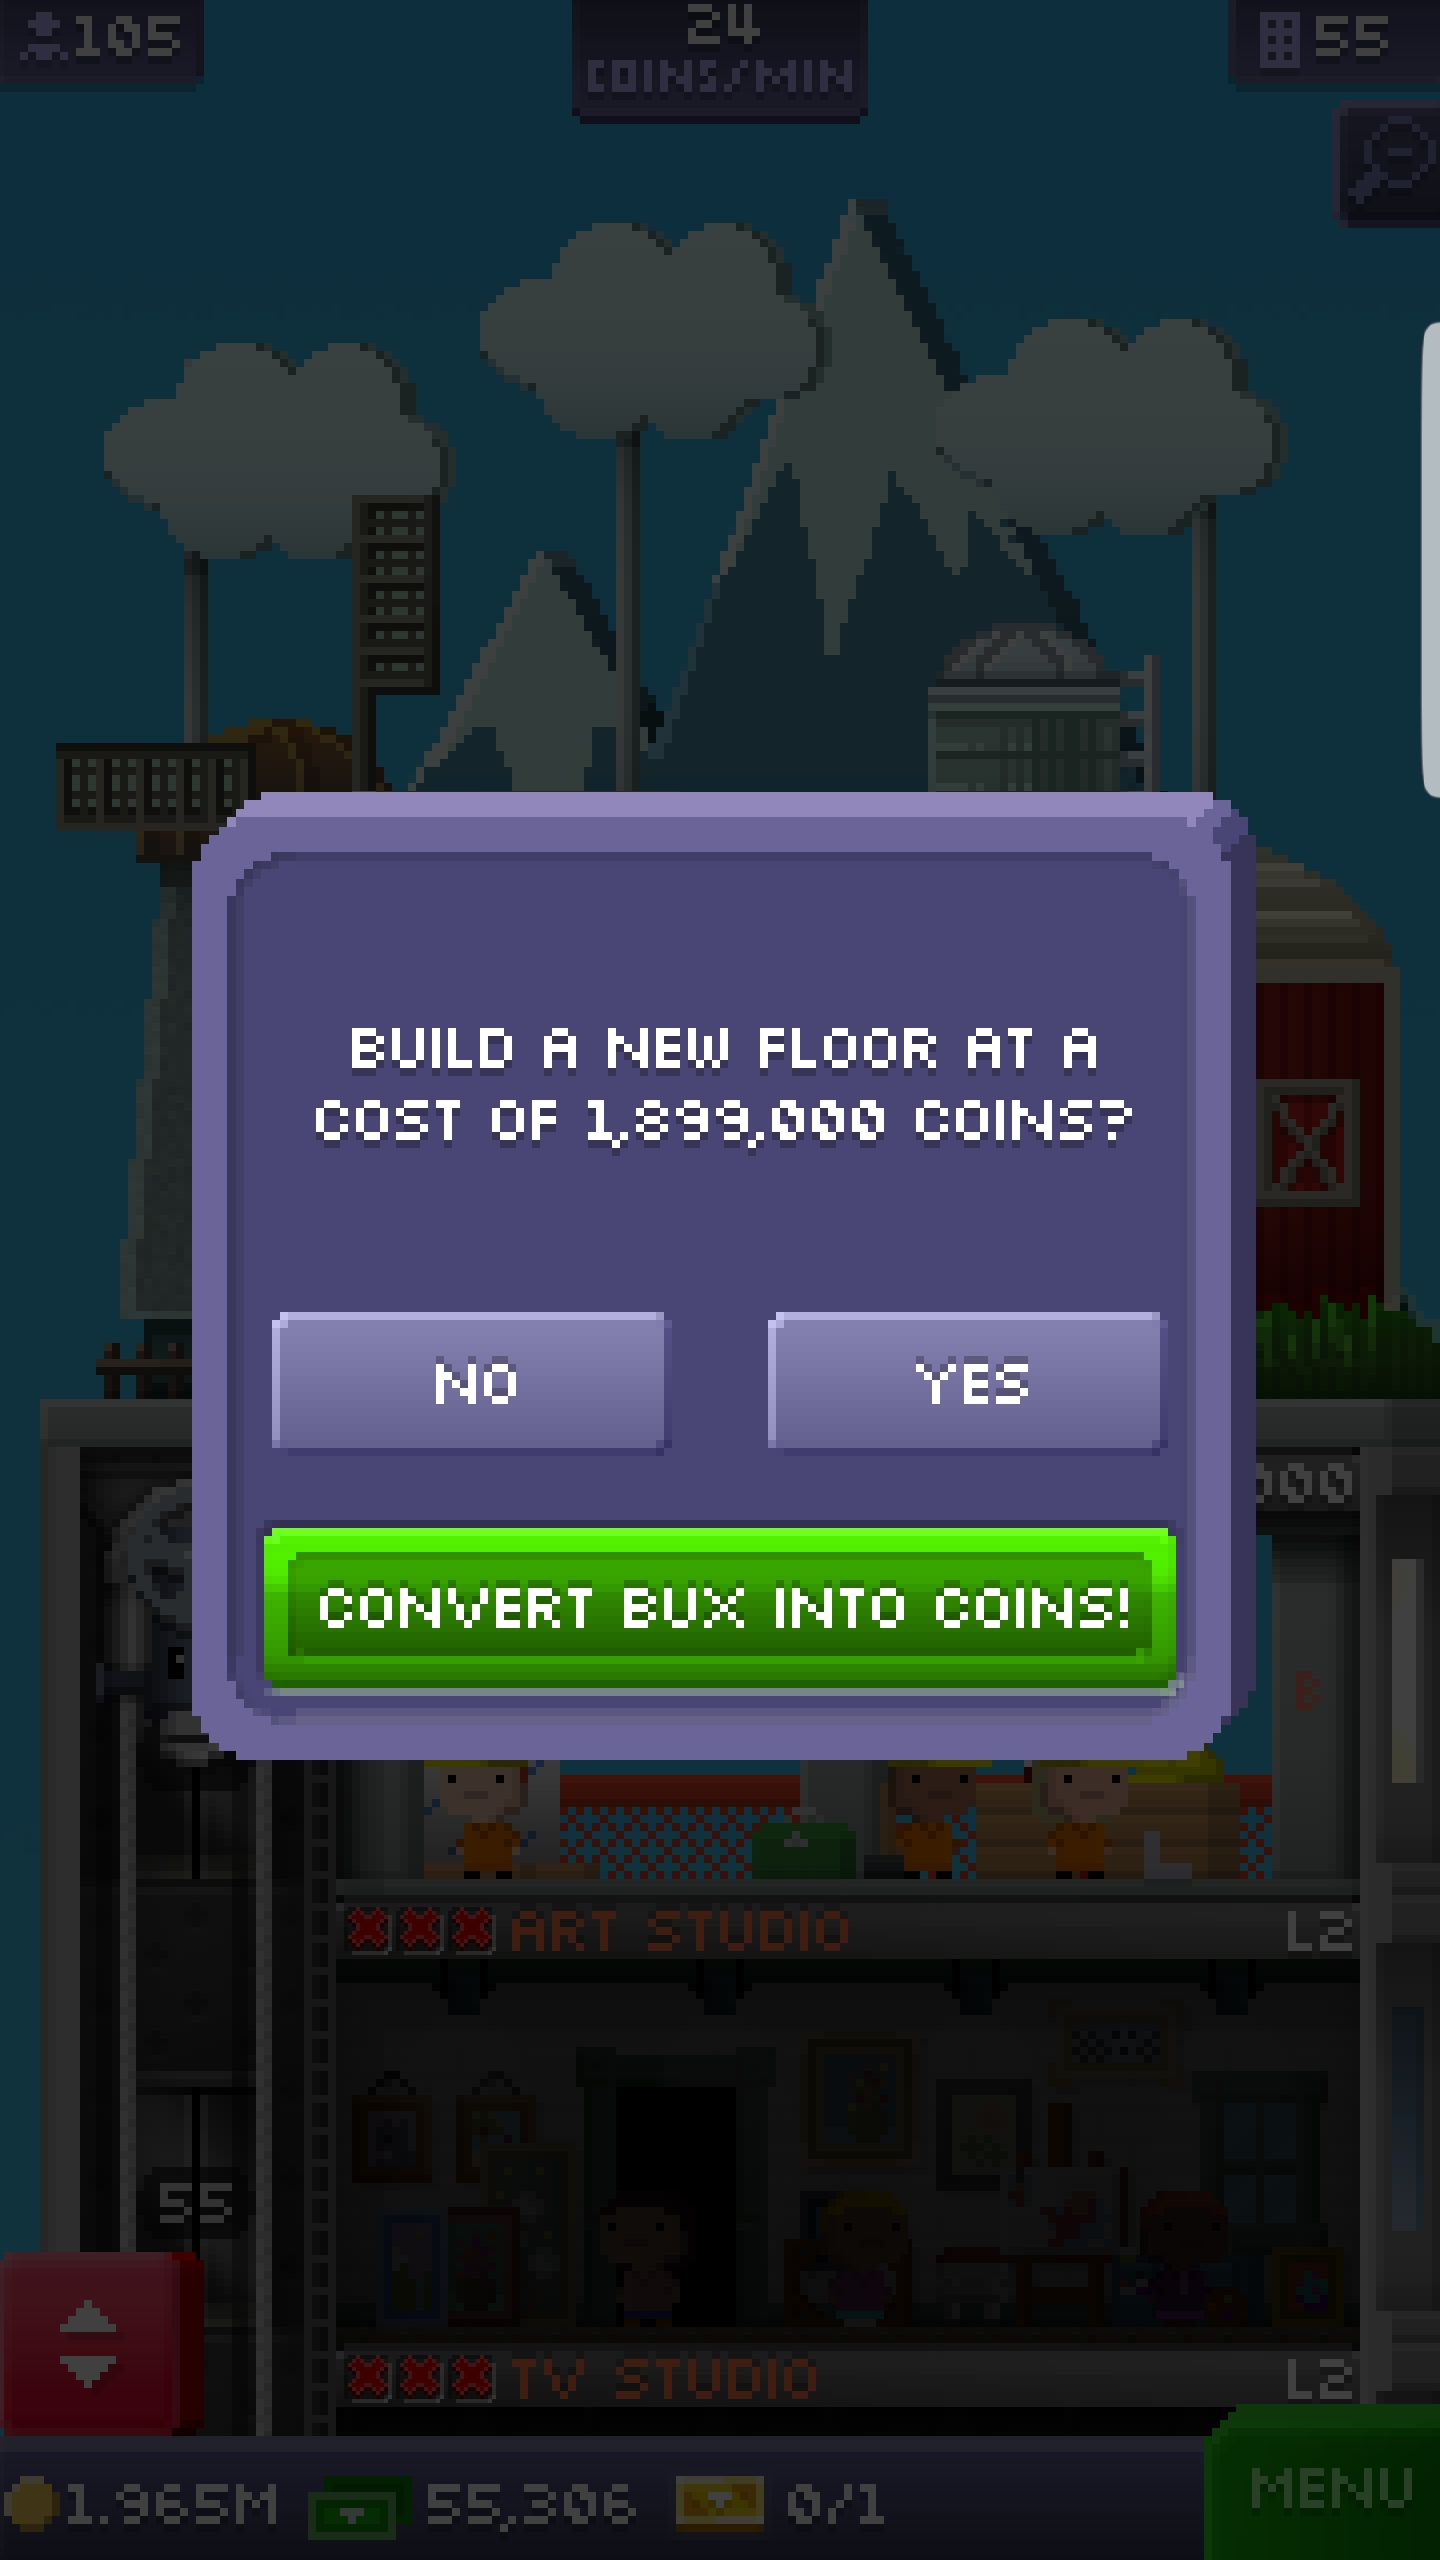 105
24
COINS/MIN
55
BUILD A NEW FLOOR AT A
COST OF 1,899,000 COINS?
NO
YES
000
CONVERT BUX INTO COINS!
B
ART STUDIO
L2
55
TV STUDIO
L2
1.965M
55,306
0/1
MENU